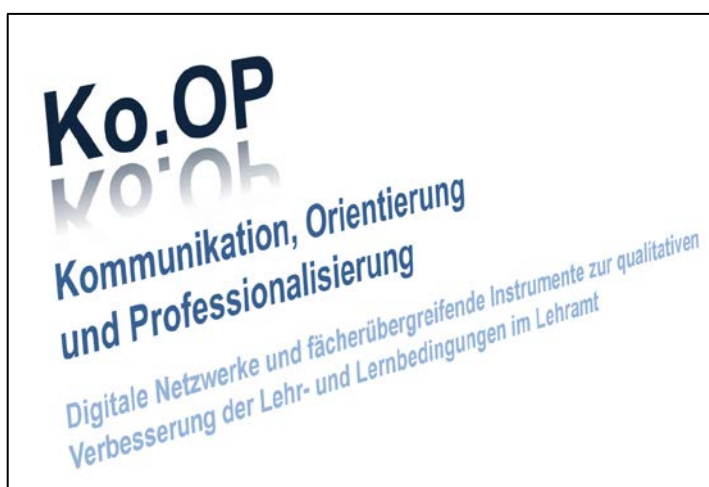 Ko.OP
Kommunikation, Orientierung
und Professionalisierung
Digitale Netzwerke und fächerübergreifende Instrumente zur qualitativen
Verbesserung der Lehr- und Lernbedingungen im Lehramt